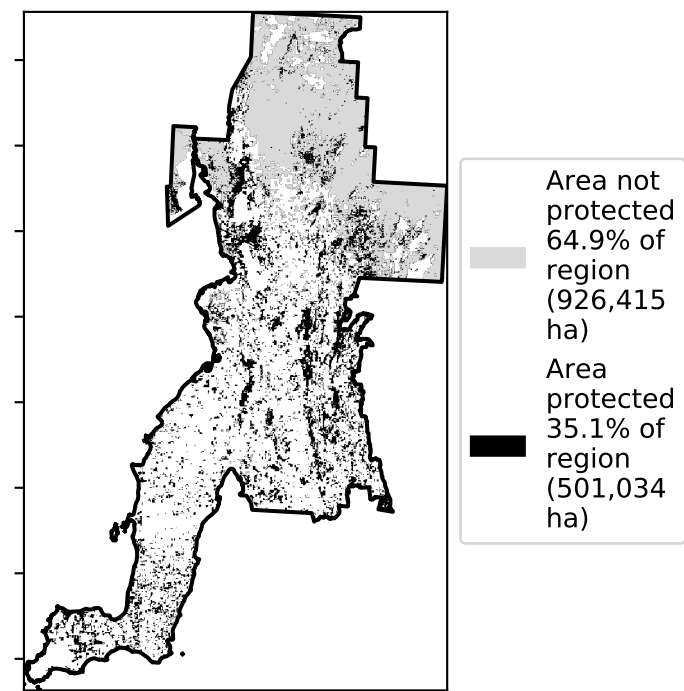 Area not
protected
64.9% of
region
(926,415
ha)
Area
protected
35.1% of
region
(501,034
ha)